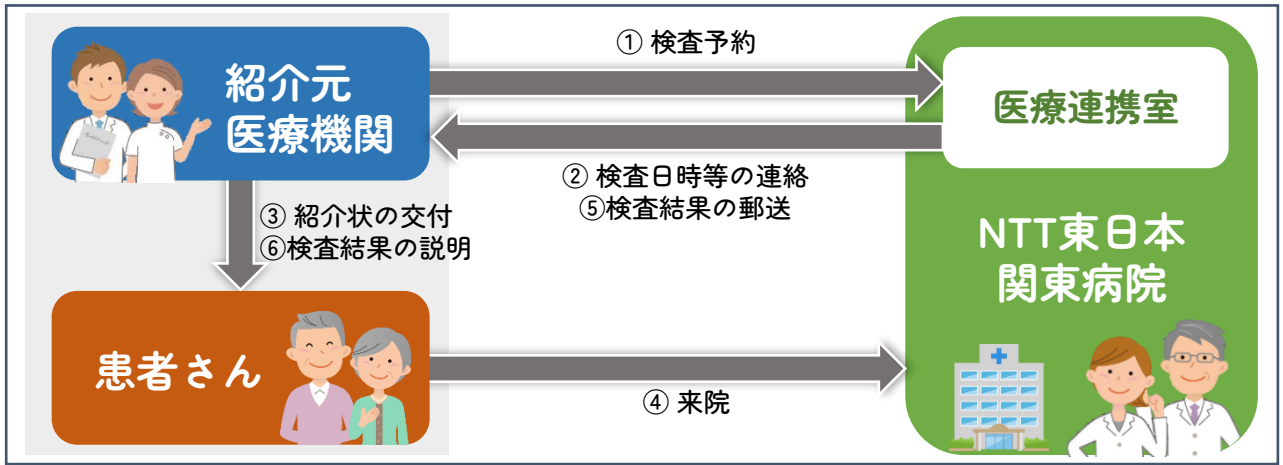 紹介元
医療機関
① 検査予約
医療連携室
② 検査日時等の連絡
⑤検査結果の郵送
③ 紹介状の交付
⑥検査結果の説明
NTT東日本
関東病院
患者さん
④ 来院